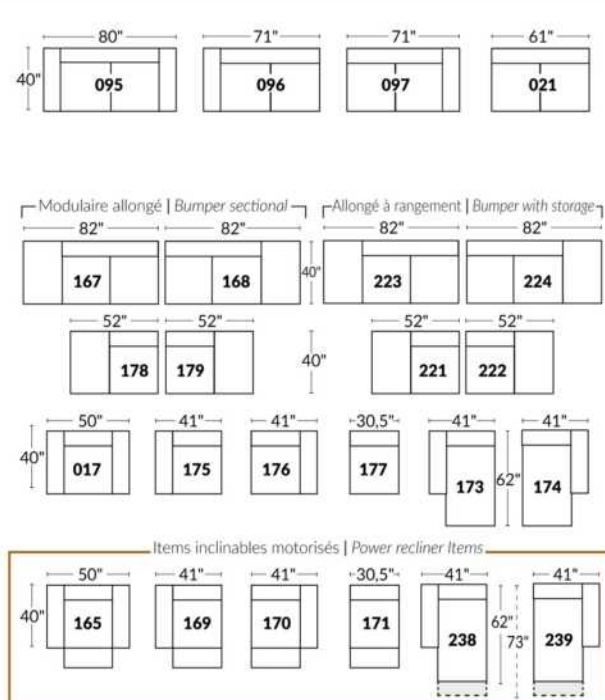 80" 71" 71" 61"
40" 095 096 097 021
Modulaire allongé | Bumper sectional Allongé à rangement | Bumper with storage
82" 82" 82" 82"
167 168 40" 223 224
52" 52" 52" 52"
178 179 40" 221 222
50" 41" 41" 30,5" 41" 41"
40" 017 175 176 177 173 62" 174
Items inclinables motorisés | Power recliner Items
50" 41" 41" 30,5" 41" 41"
40" 165 169 170 171 238 62" 73" 239